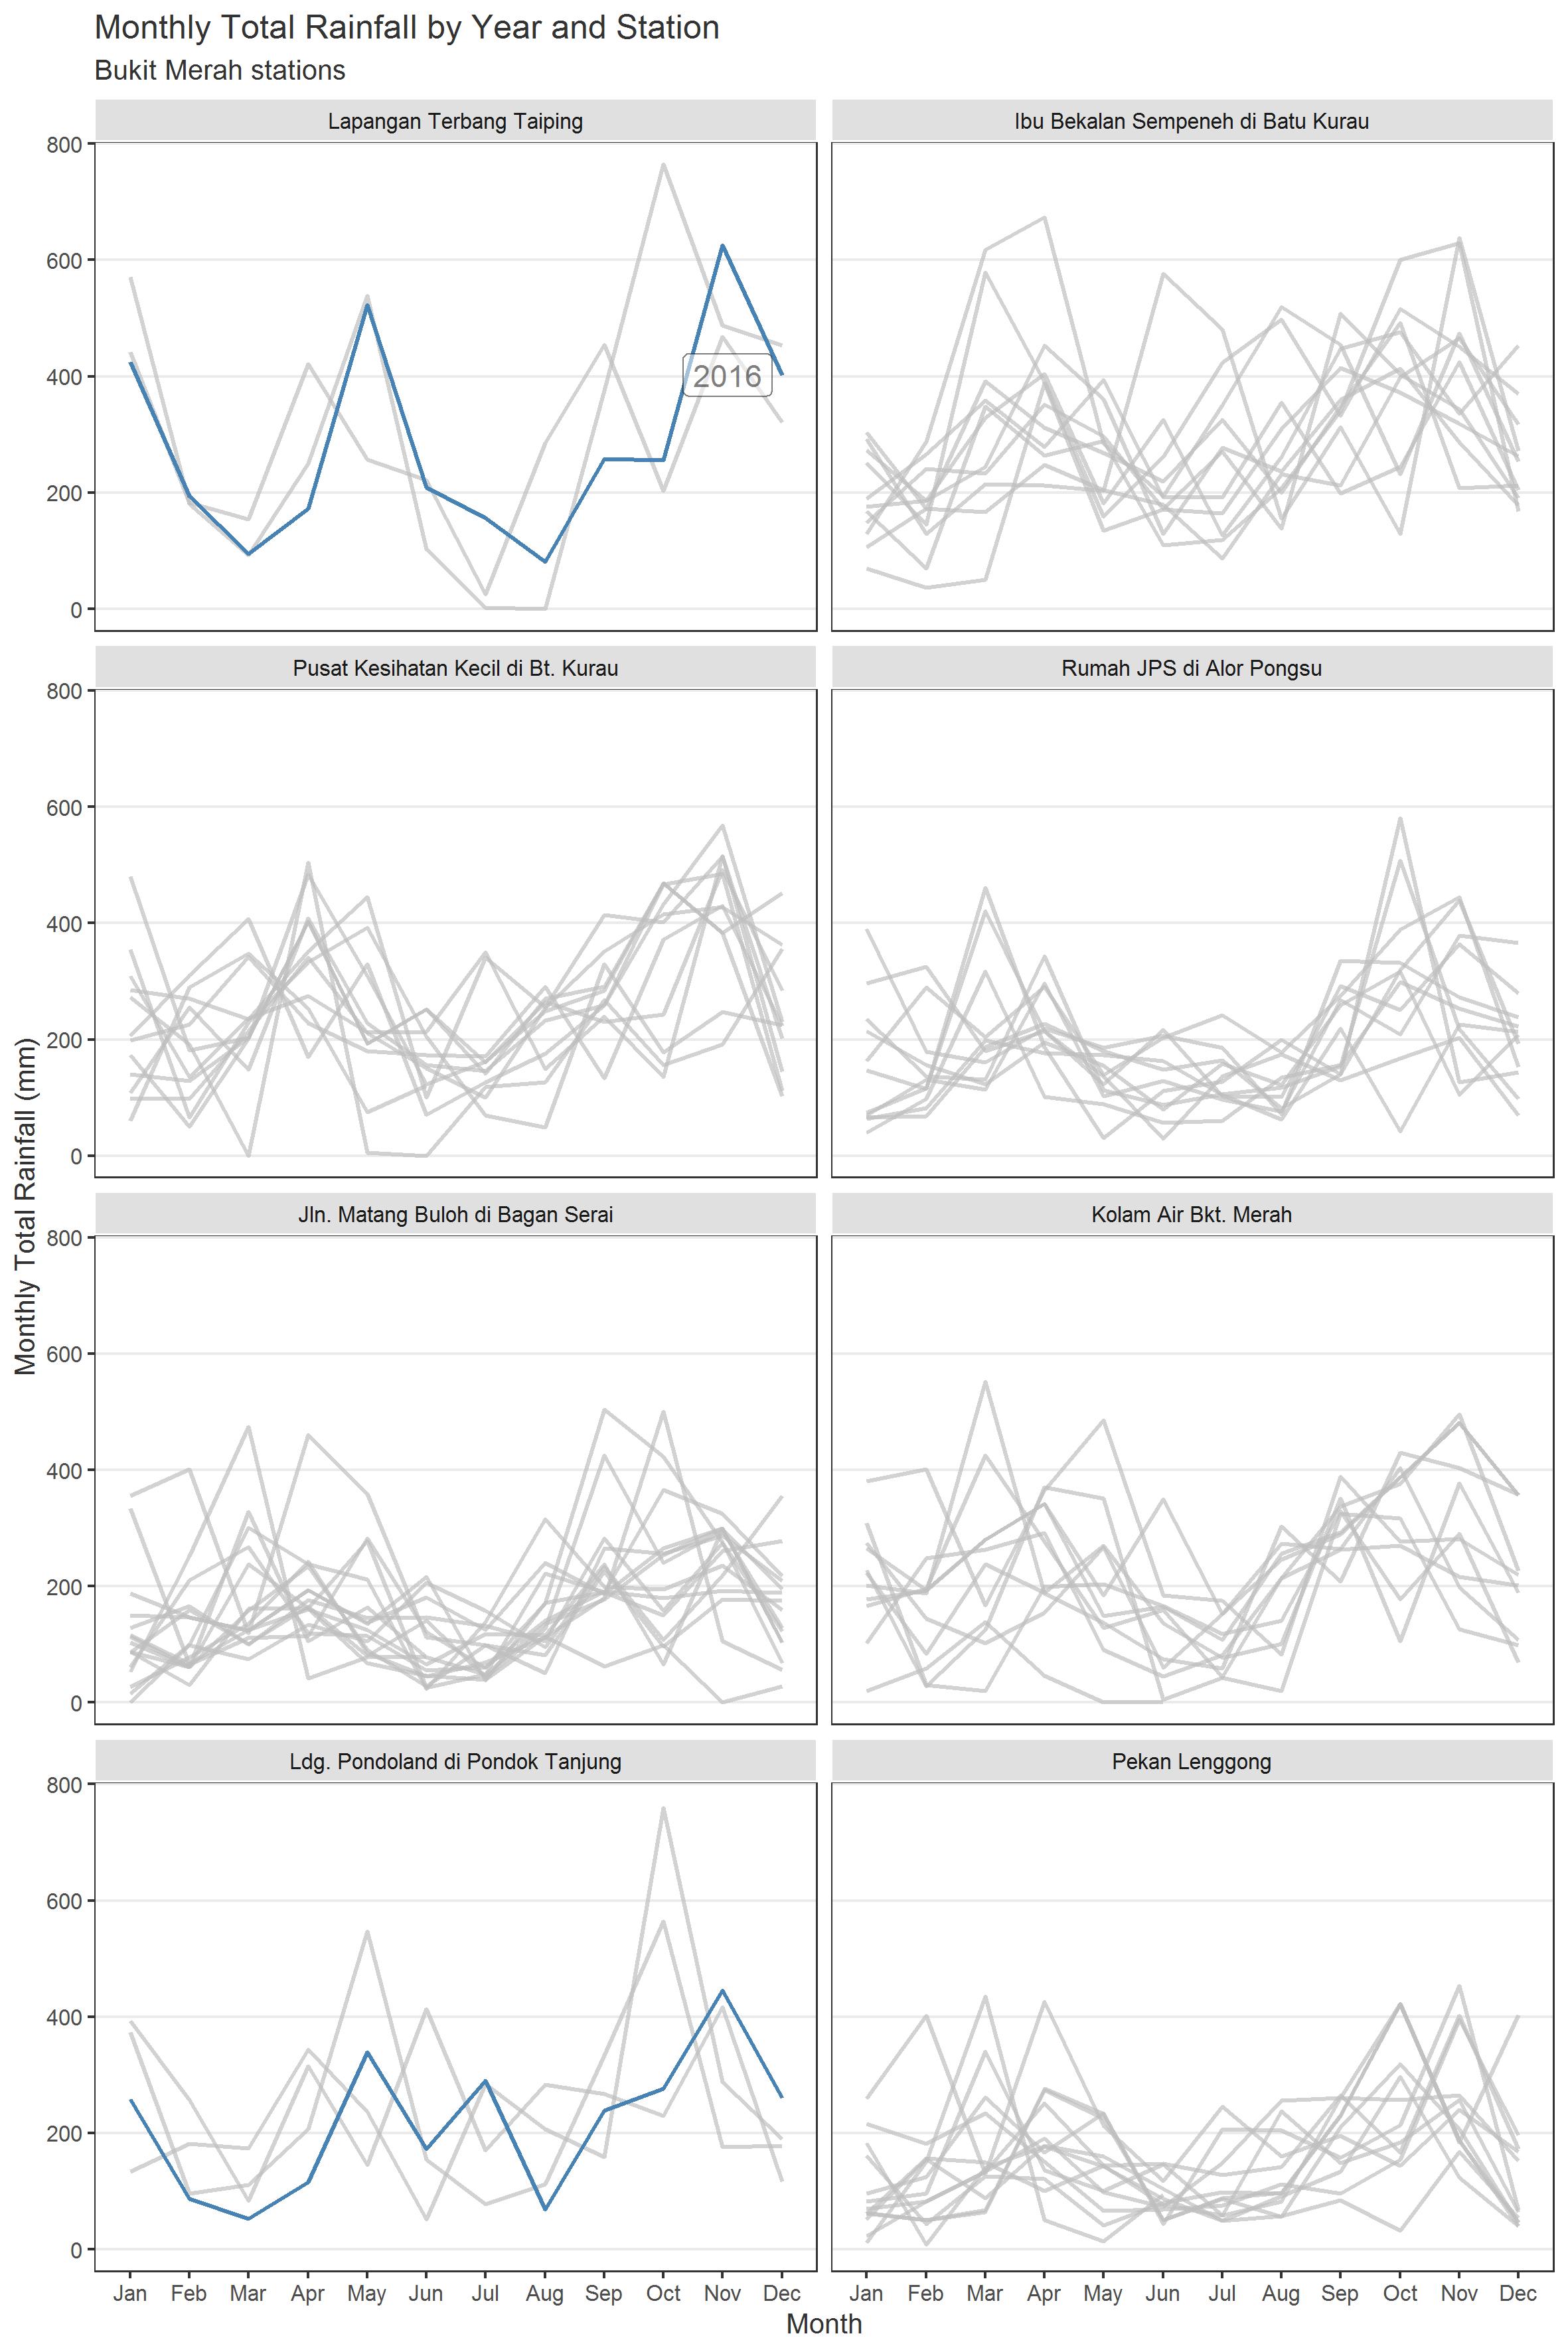 Monthly Total Rainfall by Year and Station
Bukit Merah stations
Lapangan Terbang Taiping
Ibu Bekalan Sempeneh di Batu Kurau
800
600
400
200
0
2016
Pusat Kesihatan Kecil di Bt. Kurau
Rumah JPS di Alor Pongsu
800
600
400
200
0
Monthly Total Rainfall (mm)
Jln. Matang Buloh di Bagan Serai
Kolam Air Bkt. Merah
800
600
400
200
0
Ldg. Pondoland di Pondok Tanjung
Pekan Lenggong
800
600
400
200
0
Jan Feb Mar Apr May Jun Jul Aug Sep Oct Nov Dec
Jan Feb Mar Apr May Jun Jul Aug Sep Oct Nov Dec
Month